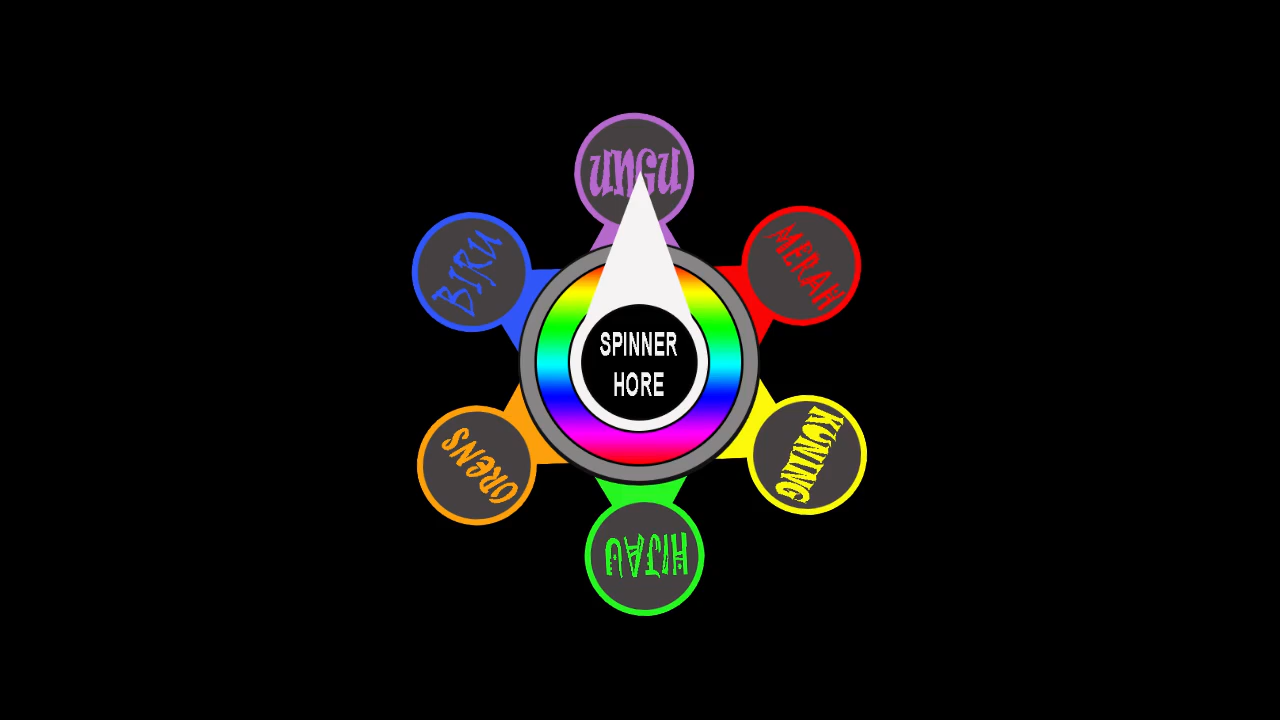 UNGU
BIRU
MERAH
SPINNER
HORE
ORENS
KUNING
HIJAU